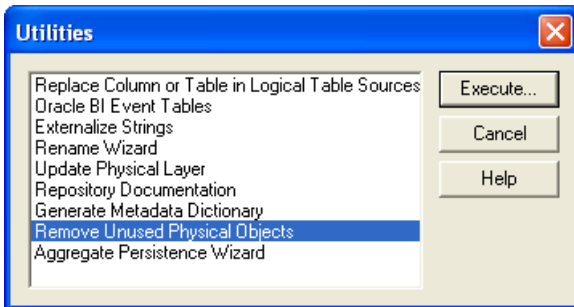 Utilities
Replace Column or Table in Logical Table Sources
Oracle BI Event Tables
Externalize Strings
Rename Wizard
Update Physical Layer
Repository Documentation
Generate Metadata Dictionary
Remove Unused Physical Objects
Aggregate Persistence Wizard
Execute...
Cancel
Help